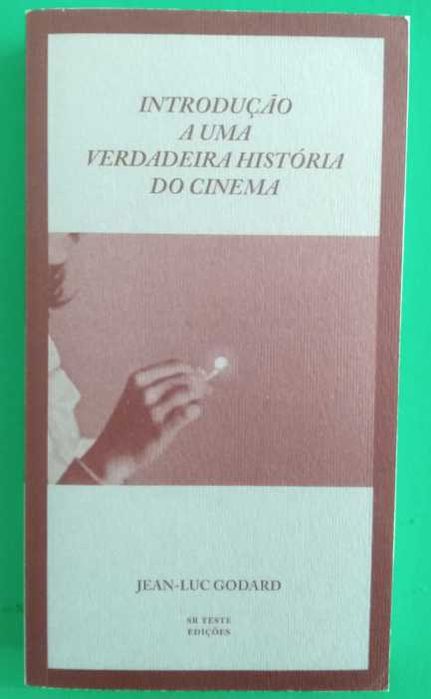 INTRODUÇÃO
A UMA
VERDADEIRA HISTÓRIA
DO CINEMA
JEAN-LUC GODARD
SR TESTE
EDIÇÕES